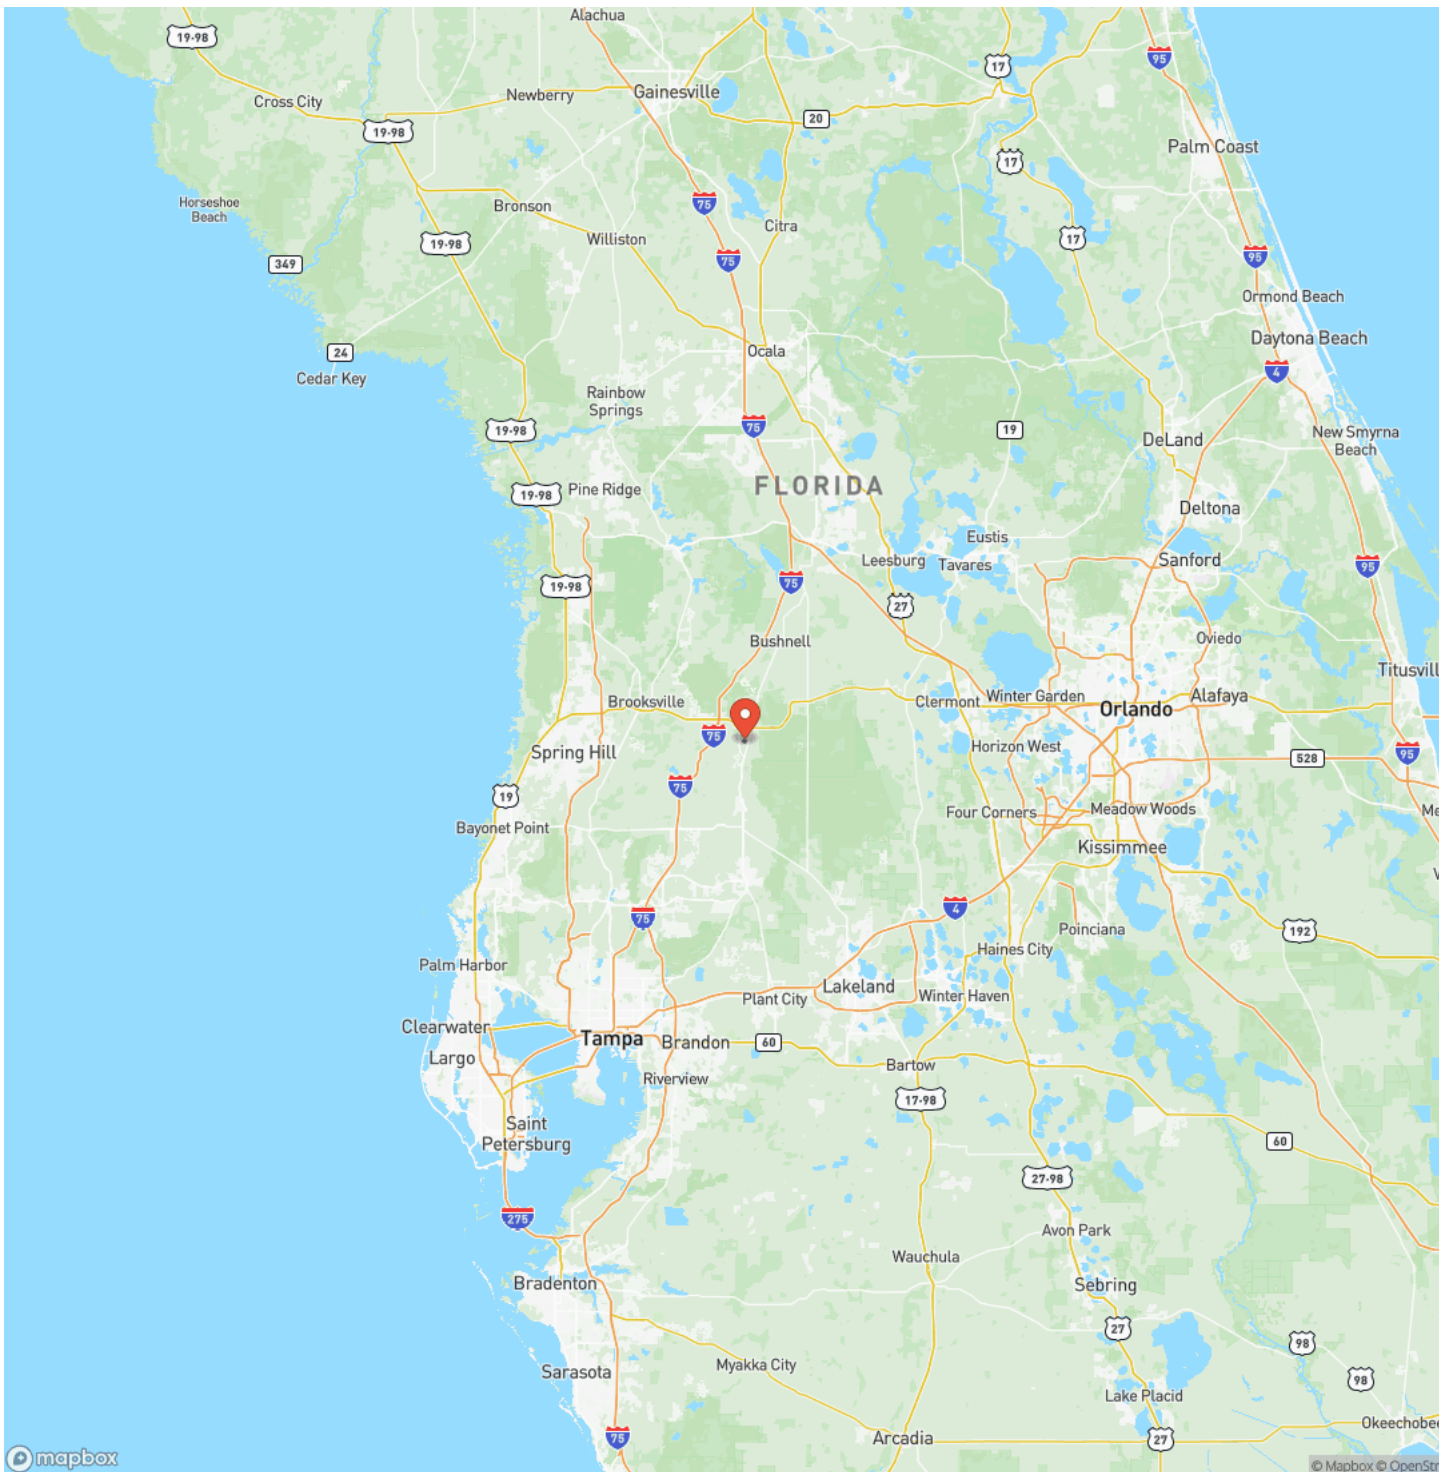 Alachua
19-98
95
17
Cross City
Newberry
Gainesville
19-98
20
Palm Coast
17
Horseshoe
Beach
75
Bronson
Citra
Williston
19-98
17
75
349
95
Ormond Beach
Daytona Beach
24
Ocala
Cedar Key
4
Rainbow
Springs
75
19-98
19
DeLand
New Smyrna
Beach
FLORIDA
Pine Ridge
19-98
Deltona
Eustis
Leesburg
Tavares
Sanford
95
75
19-98
27
Bushnell
Oviedo
Titusvill
Brooksville
Clermont
Winter Garden
Alafaya
Orlando
75
Spring Hill
Horizon West
528
95
75
19
Four Corners
Meadow Woods
Me
Bayonet Point
Kissimmee
75
4
Poinciana
192
Haines City
Palm Harbor
Lakeland
Plant City
Winter Haven
Clearwater
Tampa
Brandon
60
Largo
Bartow
Riverview
17-98
Saint
Petersburg
60
27-98
275
Avon Park
Wauchula
Bradenton
Sebring
27
98
Myakka City
Sarasota
98
Lake Placid
Okeechobee
75
Arcadia
27
mapbox
© Mapbox © OpenStr